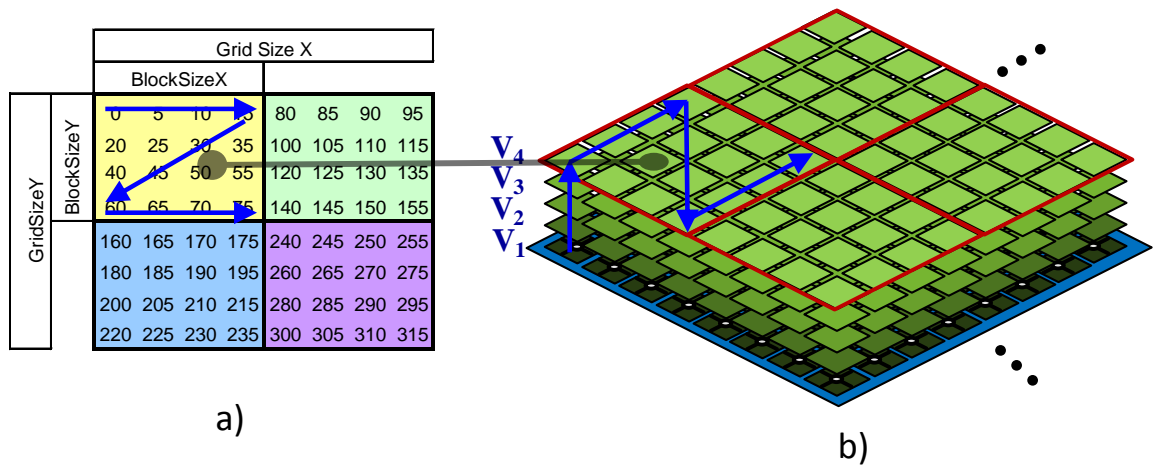 Grid Size X
BlockSizeX
GridSizeY
BlockSizeY
0 5 10 15 80 85 90 95
20 25 30 35 100 105 110 115
40 45 50 55 120 125 130 135
60 65 70 75 140 145 150 155
160 165 170 175 240 245 250 255
180 185 190 195 260 265 270 275
200 205 210 215 280 285 290 295
220 225 230 235 300 305 310 315
a)
V4
V3
V2
V1
b)